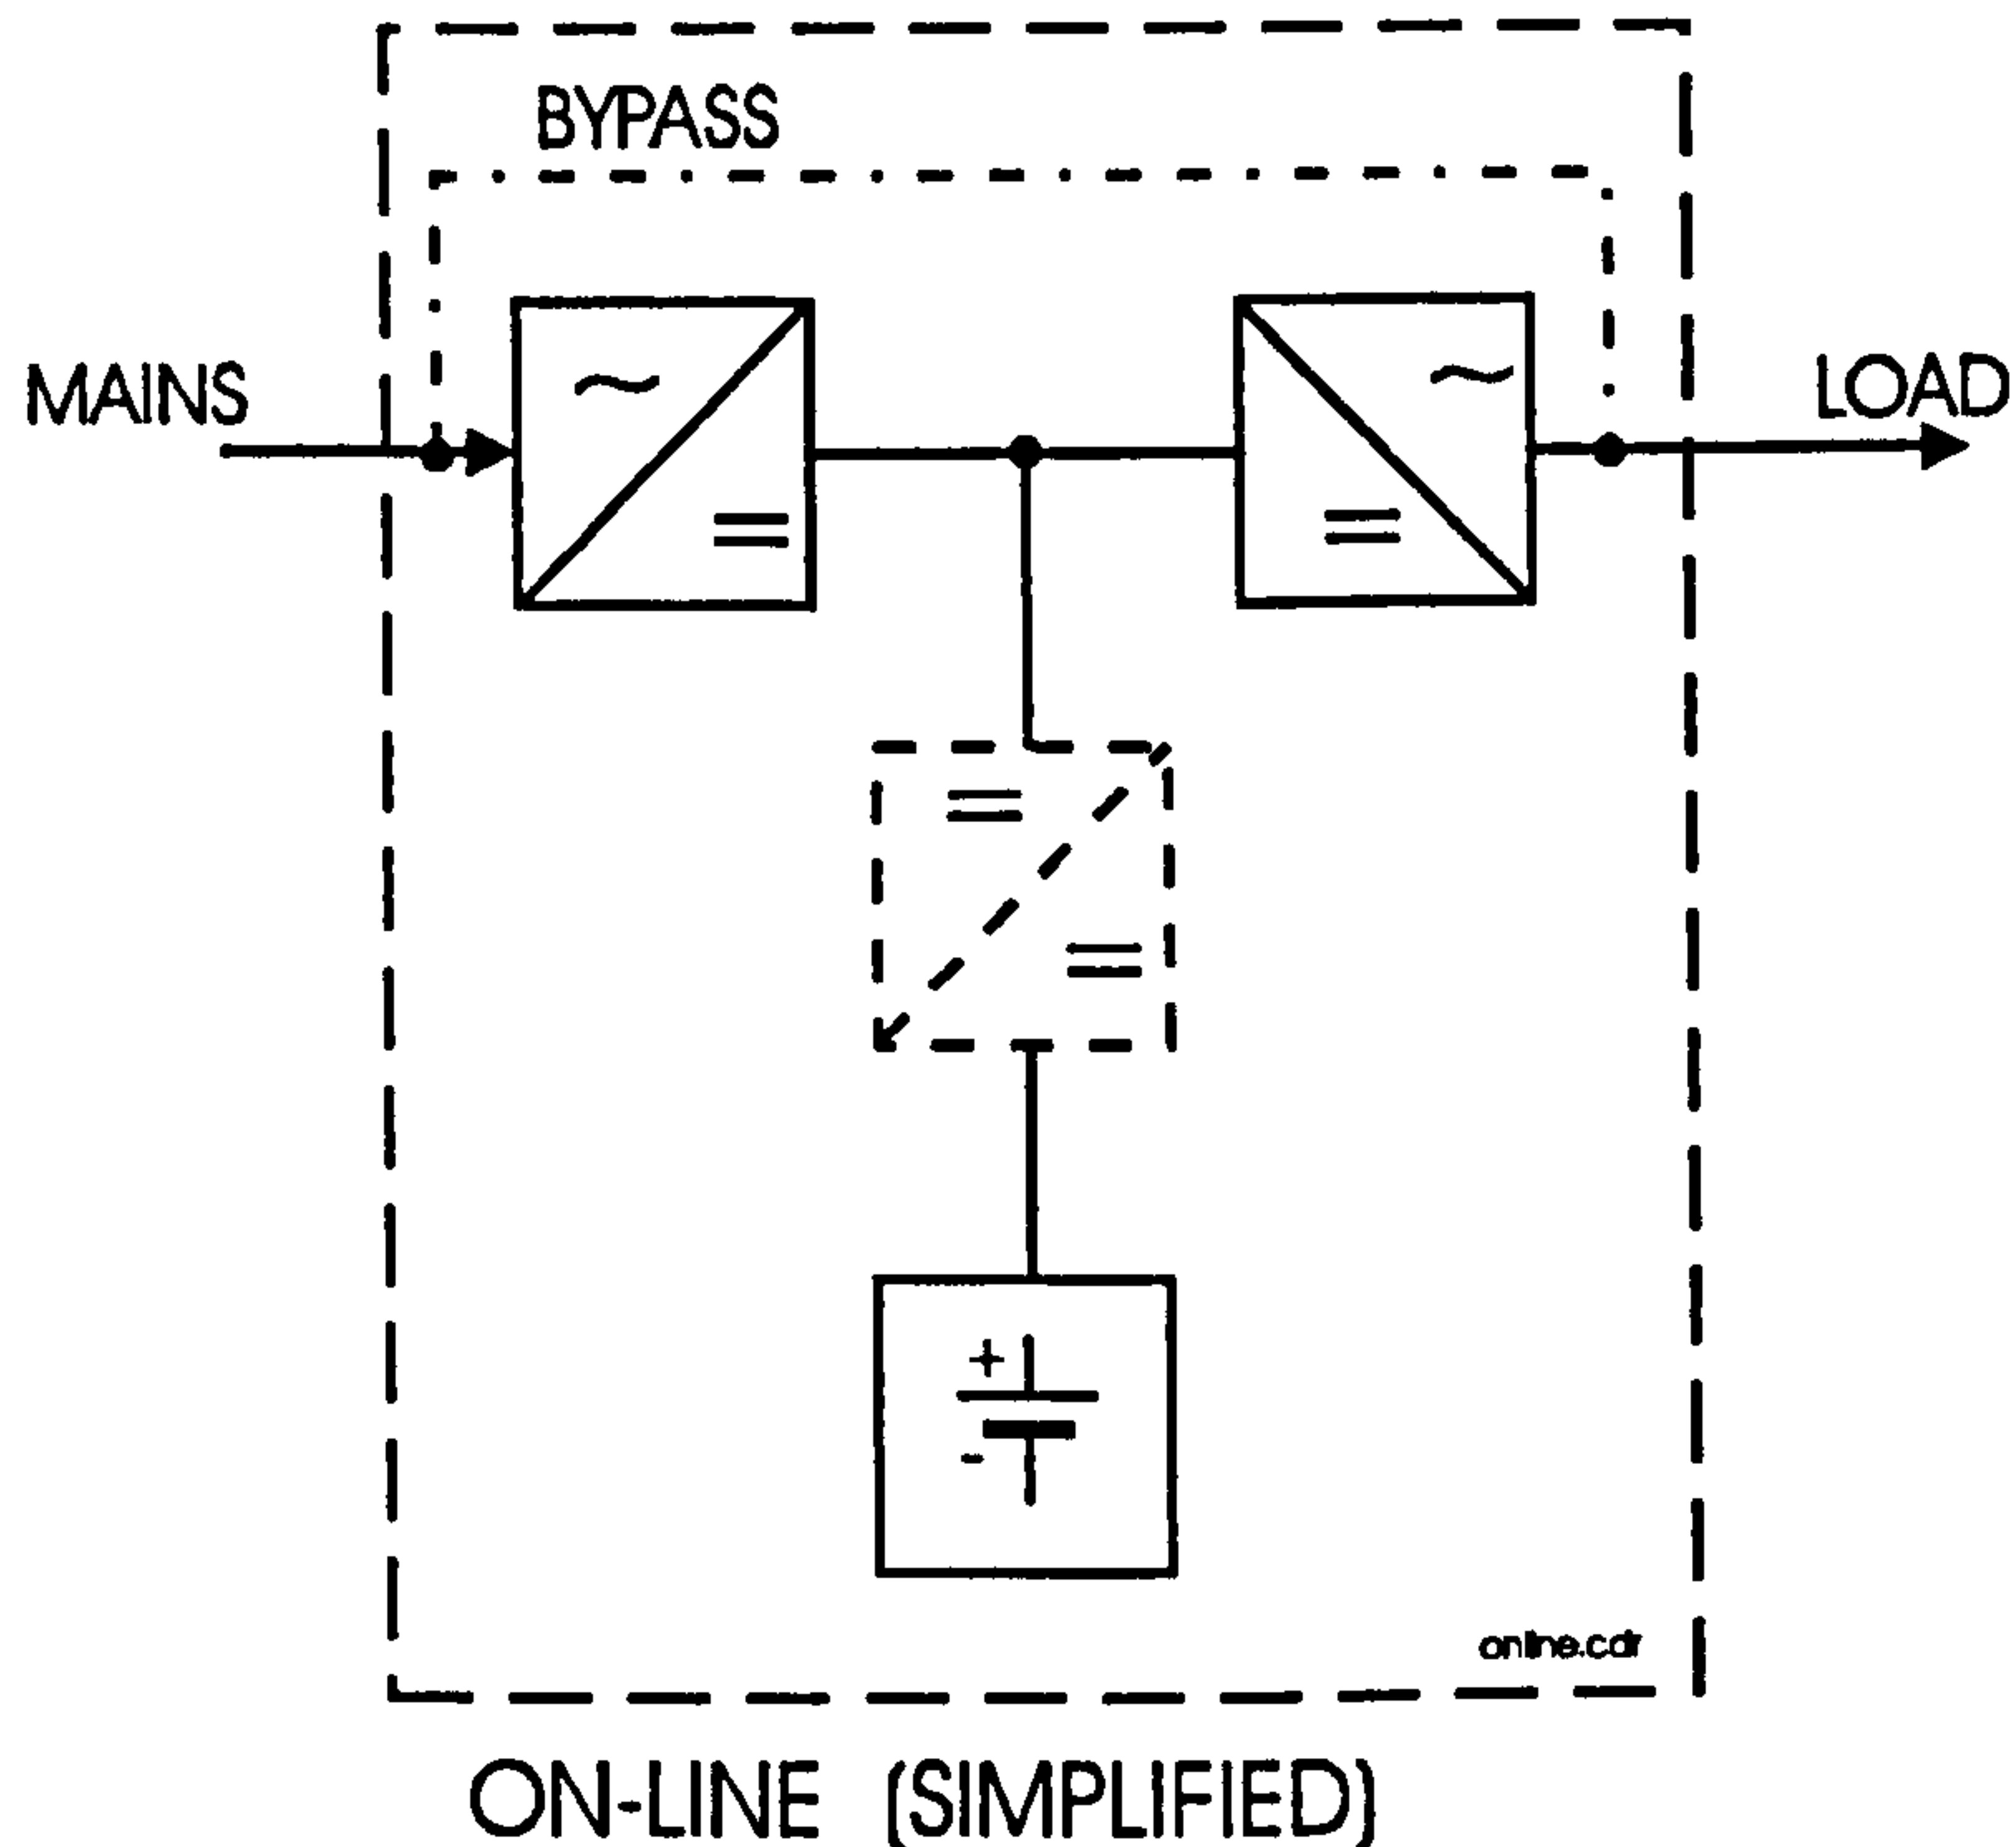 BYPASS
MAINS
LOAD
+
-
online.cdr
ON-LINE (SIMPLIFIED)